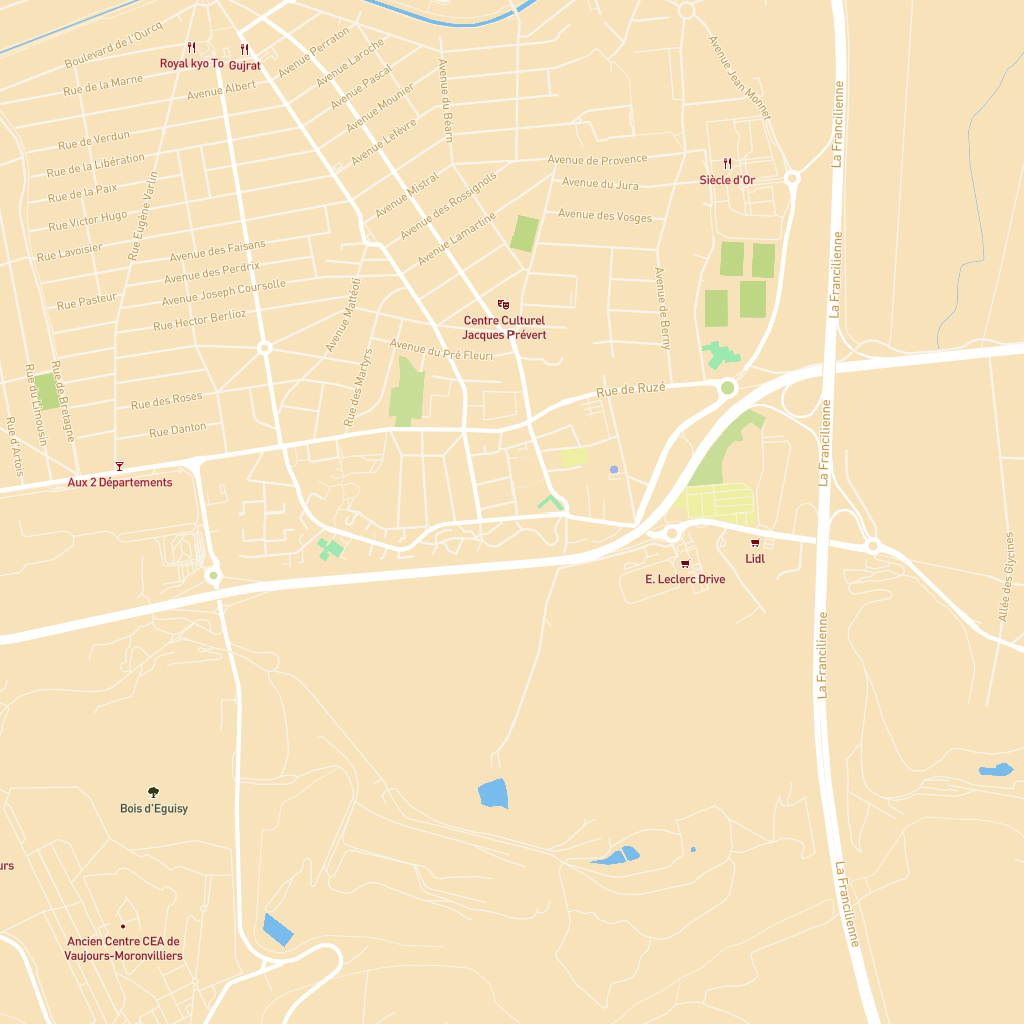 Boulevard de l'Ourcq
Royal kyo To
Gujrat
Avenue Perraton
Avenue Laroche
Avenue Pascal
Avenue Mounier
Avenue Lefèvre
Avenue du Béarn
Avenue Jean Monnet
La Francilienne
Rue de la Marne
Avenue Albert
Rue de Verdun
Rue de la Libération
Rue de la Paix
Rue Victor Hugo
Rue Lavoisier
Rue Eugène Varlin
Avenue de Provence
Avenue du Jura
Avenue des Vosges
Siècle d'Or
Avenue Mistral
Avenue des Rossignols
Avenue Lamartine
Avenue des Faisans
Avenue des Perdrix
Avenue Joseph Coursolle
Rue Pasteur
Rue Hector Berlioz
Avenue Mattéoti
Avenue de Berny
La Francilienne
Centre Culturel
Jacques Prévert
Avenue du Pré Fleuri
Rue des Martyrs
Rue de Ruzé
Rue de Bretagne
Rue du Limousin
Rue d'Artois
Rue des Roses
Rue Danton
La Francilienne
Aux 2 Départements
Lidl
E. Leclerc Drive
Allée des Glycines
La Francilienne
Bois d'Eguisy
urs
La Francilienne
Ancien Centre CEA de
Vaujours-Moronvilliers